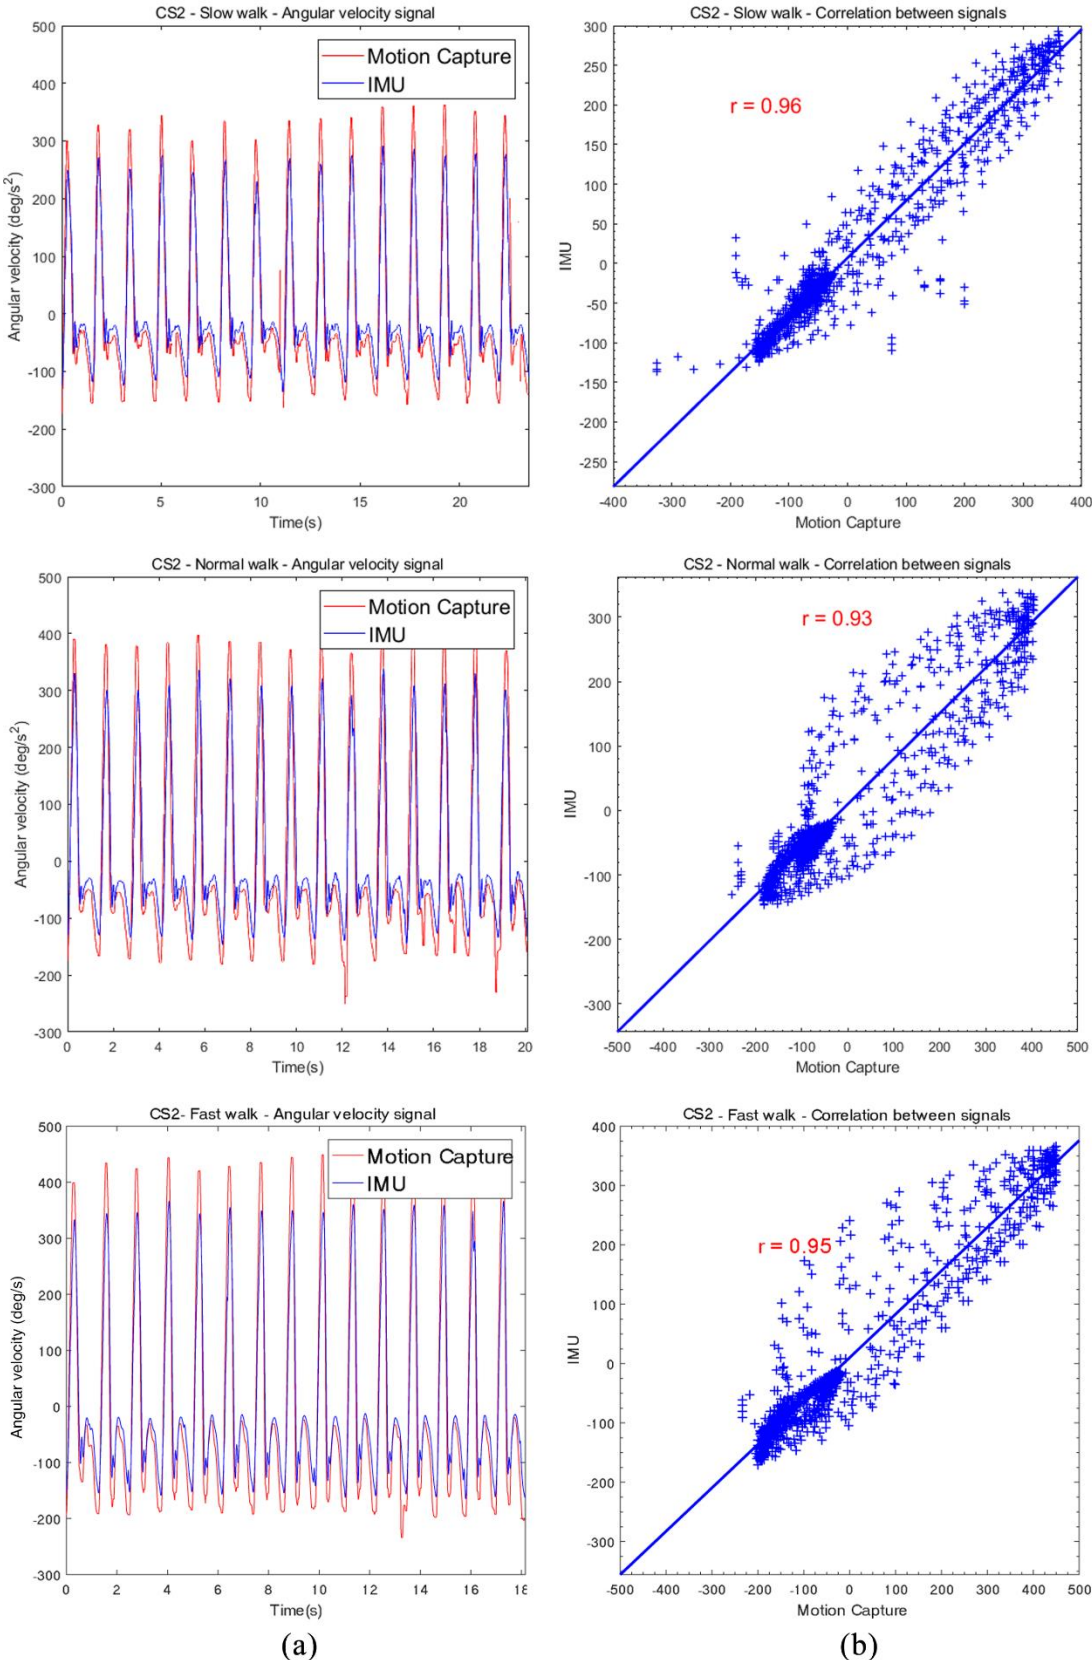 CS2 - Slow walk - Angular velocity signal
500
400
300
200
100
0
-100
-200
-300
Angular velocity (deg/s²)
Motion Capture
IMU
0 5 10 15 20
Time(s)
CS2 - Slow walk - Correlation between signals
300
250
200
150
100
50
0
-50
-100
-150
-200
-250
IMU
r = 0.96
-400 -300 -200 -100 0 100 200 300 400
Motion Capture
CS2 - Normal walk - Angular velocity signal
500
400
300
200
100
0
-100
-200
-300
Angular velocity (deg/s²)
Motion Capture
IMU
0 2 4 6 8 10 12 14 16 18 20
Time(s)
CS2 - Normal walk - Correlation between signals
300
200
100
0
-100
-200
-300
IMU
r = 0.93
-500 -400 -300 -200 -100 0 100 200 300 400 500
Motion Capture
CS2- Fast walk - Angular velocity signal
500
400
300
200
100
0
-100
-200
-300
Angular velocity (deg/s)
Motion Capture
IMU
0 2 4 6 8 10 12 14 16 18
Time(s)
CS2 - Fast walk - Correlation between signals
400
300
200
100
0
-100
-200
-300
IMU
r = 0.95
-500 -400 -300 -200 -100 0 100 200 300 400 500
Motion Capture
(a)
(b)